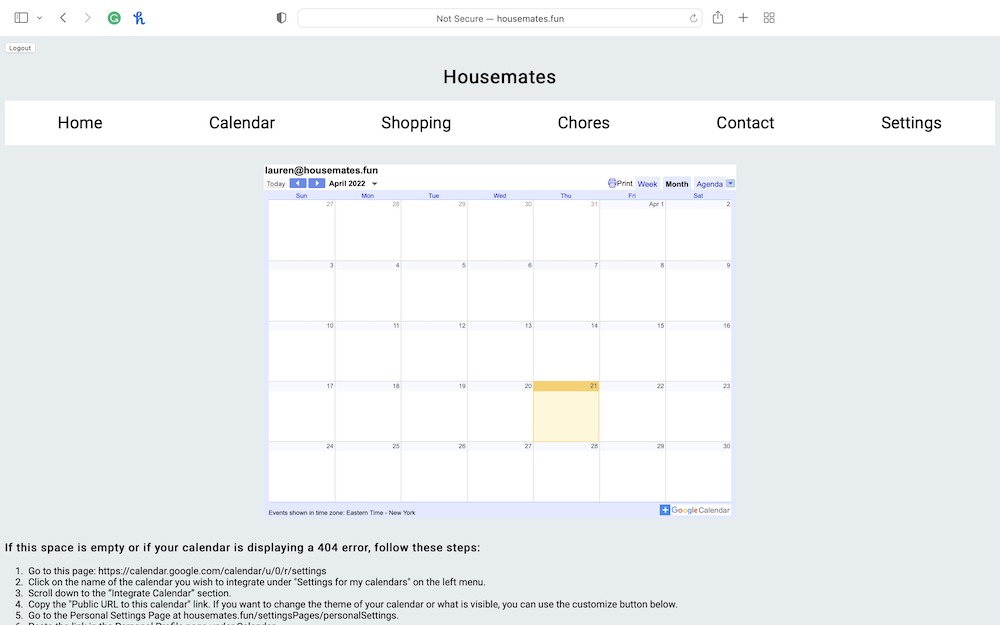 Not Secure — housemates.fun
Logout
Housemates
Home Calendar Shopping Chores Contact Settings
lauren@housemates.fun
Today April 2022 Print Week Month Agenda
Sun Mon Tue Wed Thu Fri Sat
27 28 29 30 31 Apr 1 2
3 4 5 6 7 8 9
10 11 12 13 14 15 16
17 18 19 20 21 22 23
24 25 26 27 28 29 30
Events shown in time zone: Eastern Time - New York
Google Calendar
If this space is empty or if your calendar is displaying a 404 error, follow these steps:
1. Go to this page: https://calendar.google.com/calendar/u/0/r/settings
2. Click on the name of the calendar you wish to integrate under "Settings for my calendars" on the left menu.
3. Scroll down to the "Integrate Calendar" section.
4. Copy the "Public URL to this calendar" link. If you want to change the theme of your calendar or what is visible, you can use the customize button below.
5. Go to the Personal Settings Page at housemates.fun/settingsPages/personalSettings.